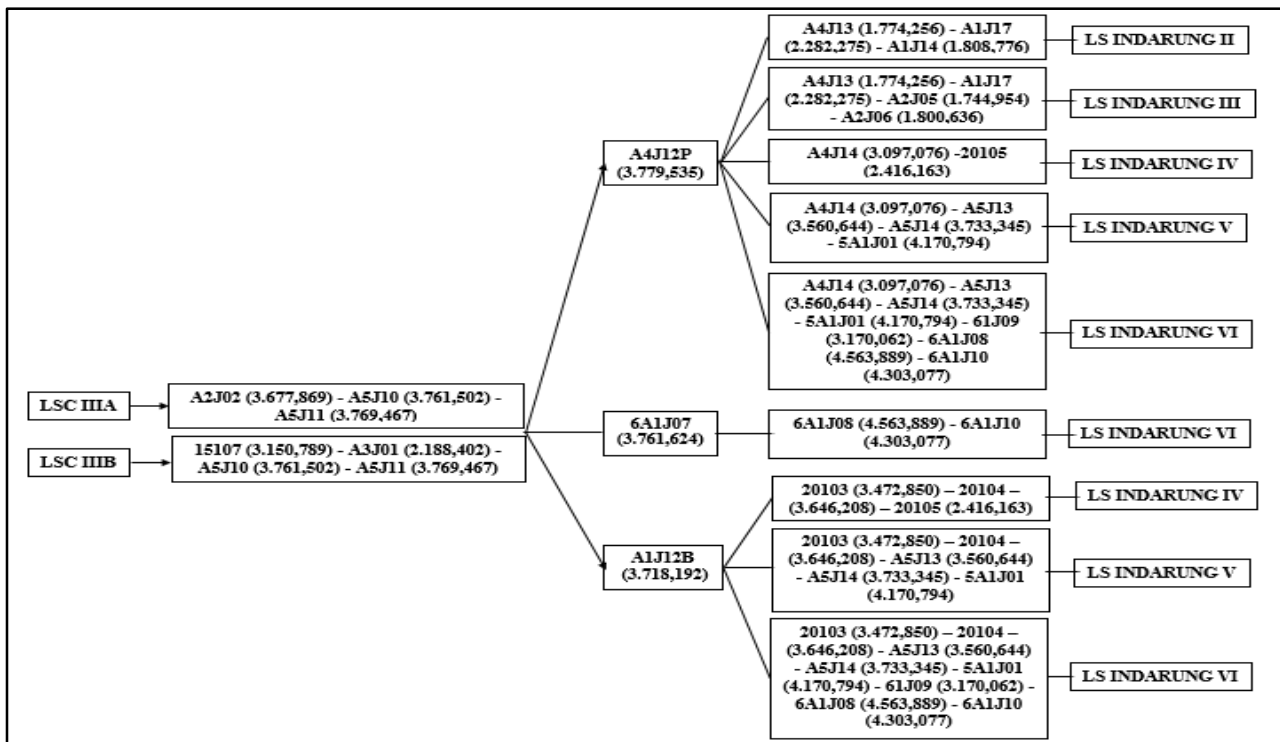 LSC IIIA
LSC IIIB
A2J02 (3.677,869) - A5J10 (3.761,502) -
A5J11 (3.769,467)
15107 (3.150,789) - A3J01 (2.188,402) -
A5J10 (3.761,502) - A5J11 (3.769,467)
A4J12P
(3.779,535)
A4J13 (1.774,256) - A1J17
(2.282,275) - A1J14 (1.808,776)
LS INDARUNG II
A4J13 (1.774,256) - A1J17
(2.282,275) - A2J05 (1.744,954)
- A2J06 (1.800,636)
LS INDARUNG III
A4J14 (3.097,076) -20105
(2.416,163)
LS INDARUNG IV
A4J14 (3.097,076) - A5J13
(3.560,644) - A5J14 (3.733,345)
- 5A1J01 (4.170,794)
LS INDARUNG V
A4J14 (3.097,076) - A5J13
(3.560,644) - A5J14 (3.733,345)
- 5A1J01 (4.170,794) - 61J09
(3.170,062) - 6A1J08
(4.563,889) - 6A1J10
(4.303,077)
LS INDARUNG VI
6A1J07
(3.761,624)
6A1J08 (4.563,889) - 6A1J10
(4.303,077)
LS INDARUNG VI
A1J12B
(3.718,192)
20103 (3.472,850) – 20104 –
(3.646,208) – 20105 (2.416,163)
LS INDARUNG IV
20103 (3.472,850) – 20104 –
(3.646,208) - A5J13 (3.560,644)
- A5J14 (3.733,345) - 5A1J01
(4.170,794)
LS INDARUNG V
20103 (3.472,850) – 20104 –
(3.646,208) - A5J13 (3.560,644)
- A5J14 (3.733,345) - 5A1J01
(4.170,794) - 61J09 (3.170,062) -
6A1J08 (4.563,889) - 6A1J10
(4.303,077)
LS INDARUNG VI